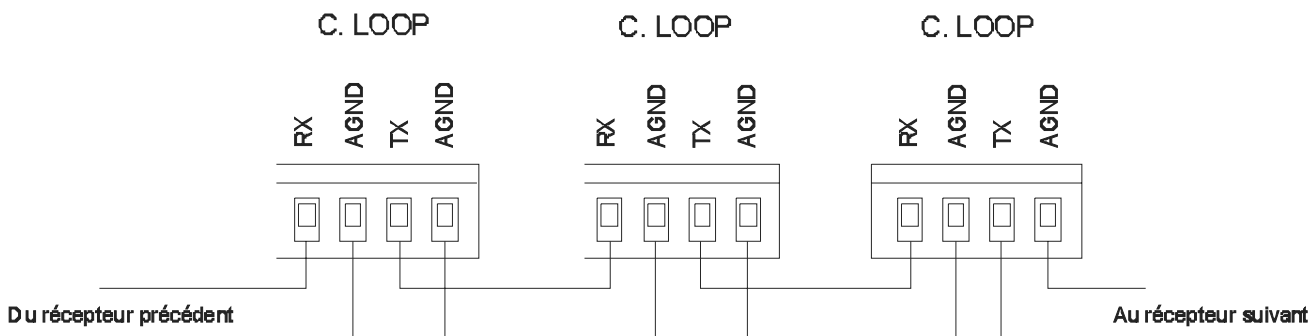 C. LOOP C. LOOP C. LOOP
RX AGND TX AGND RX AGND TX AGND RX AGND TX AGND
Du récepteur précédent Au récepteur suivant